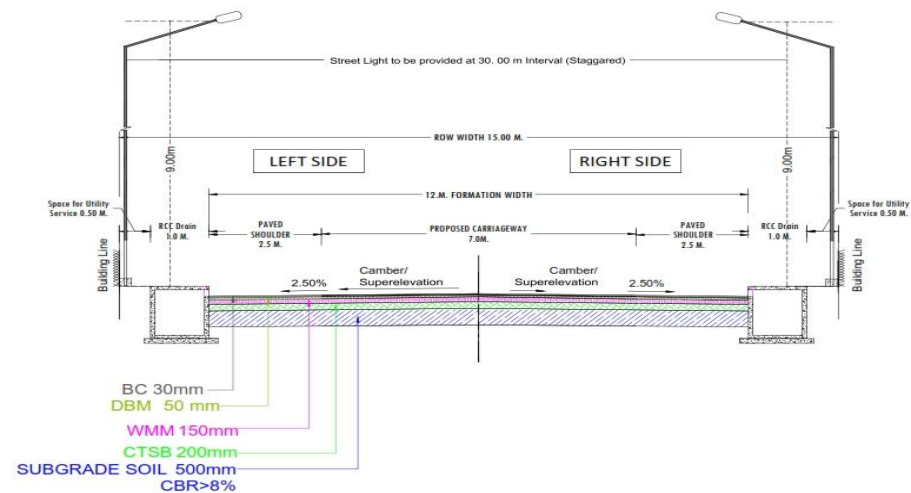 Street Light to be provided at 30. 00 m Interval (Staggared)
ROW WIDTH 15.00 M.
9.00m
9.00m
LEFT SIDE
RIGHT SIDE
12.M. FORMATION WIDTH
Space for Utility
Service 0.50 M.
RCC Drain
1.0 M.
PAVED
SHOULDER
2.5 M.
PROPOSED CARRIAGEWAY
7.0M.
PAVED
SHOULDER
2.5 M.
RCC Drain
1.0 M.
Space for Utility
Service 0.50 M.
Building Line
Building Line
2.50%
Camber/
Superelevation
Camber/
Superelevation
2.50%
BC 30mm
DBM 50 mm
WMM 150mm
CTSB 200mm
SUBGRADE SOIL 500mm
CBR>8%